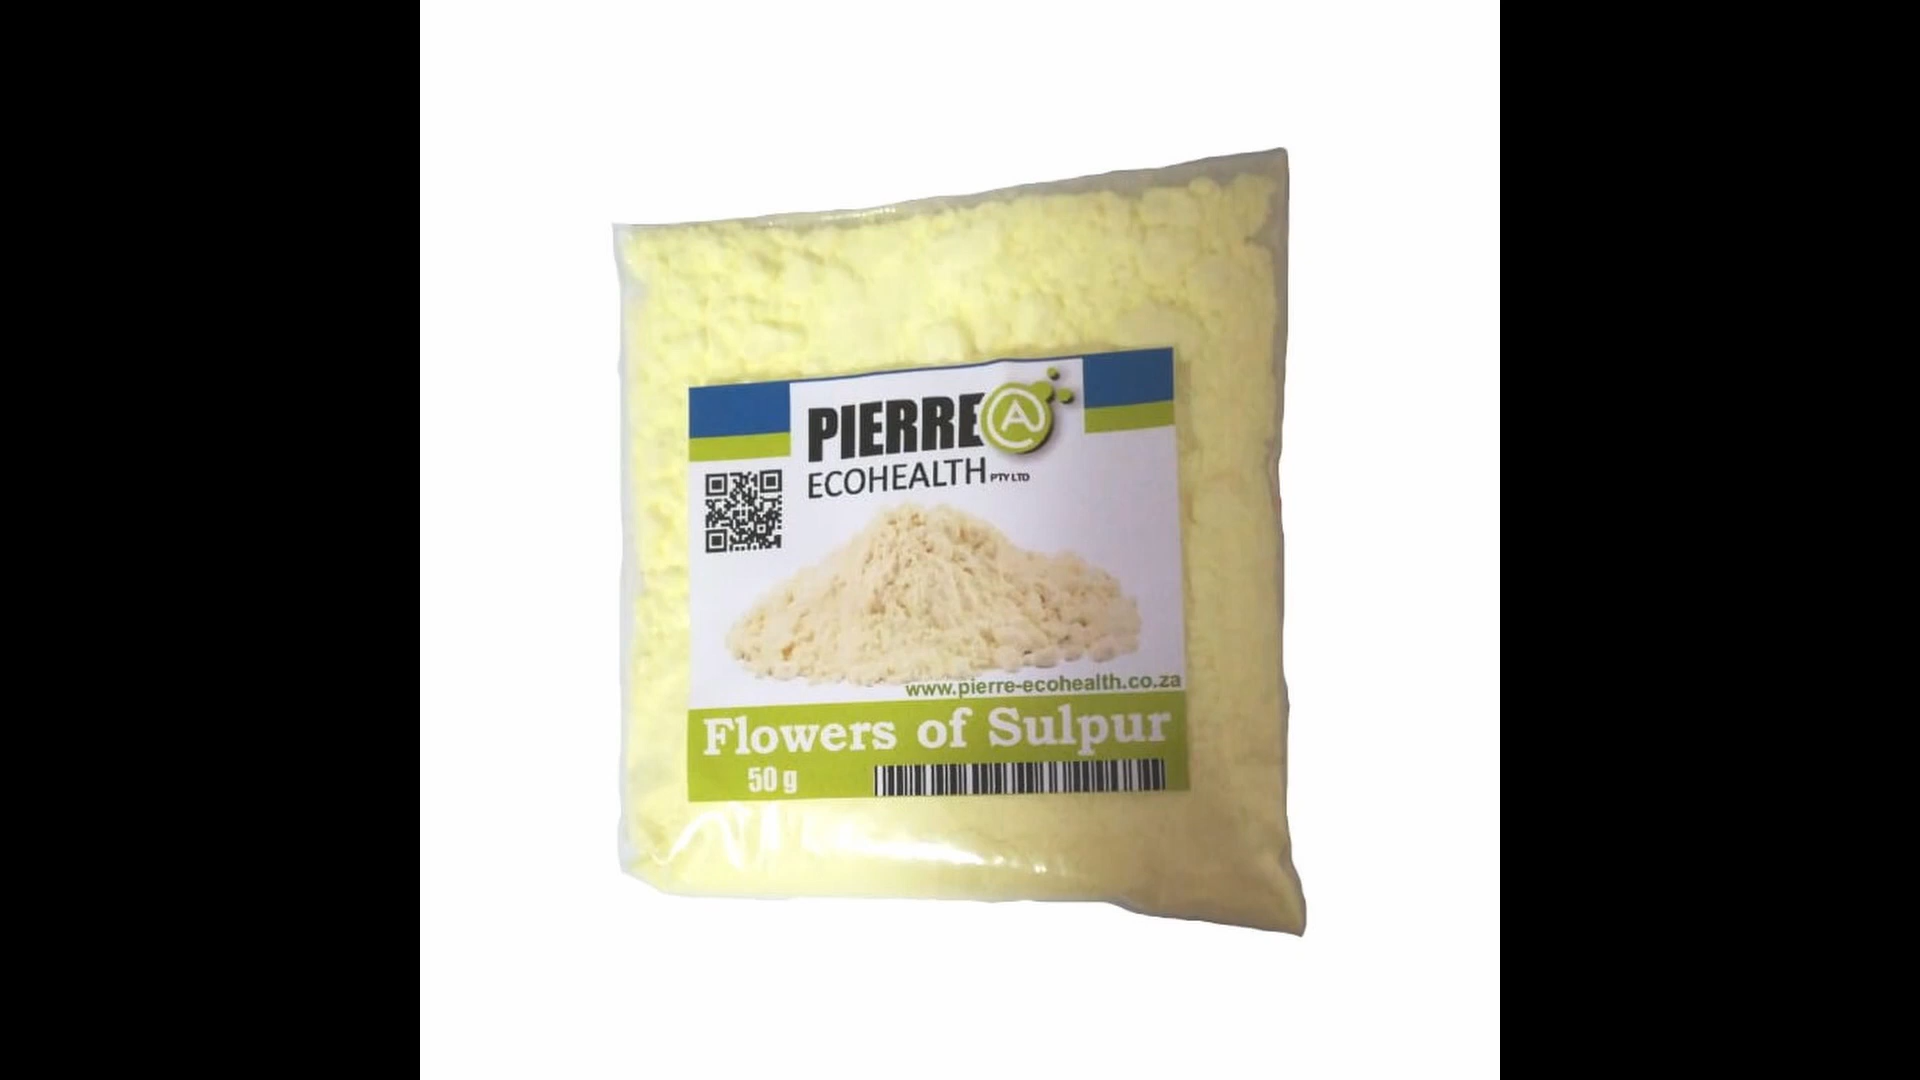 PIERRE A
ECOHEALTH PTY LTD
www.pierre-ecohealth.co.za
Flowers of Sulpur
50 g